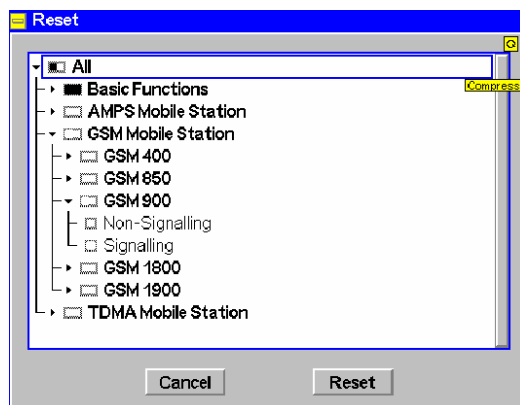 Reset
All
Compress
Basic Functions
AMPS Mobile Station
GSM Mobile Station
GSM 400
GSM 850
GSM 900
Non-Signalling
Signalling
GSM 1800
GSM 1900
TDMA Mobile Station
Cancel
Reset